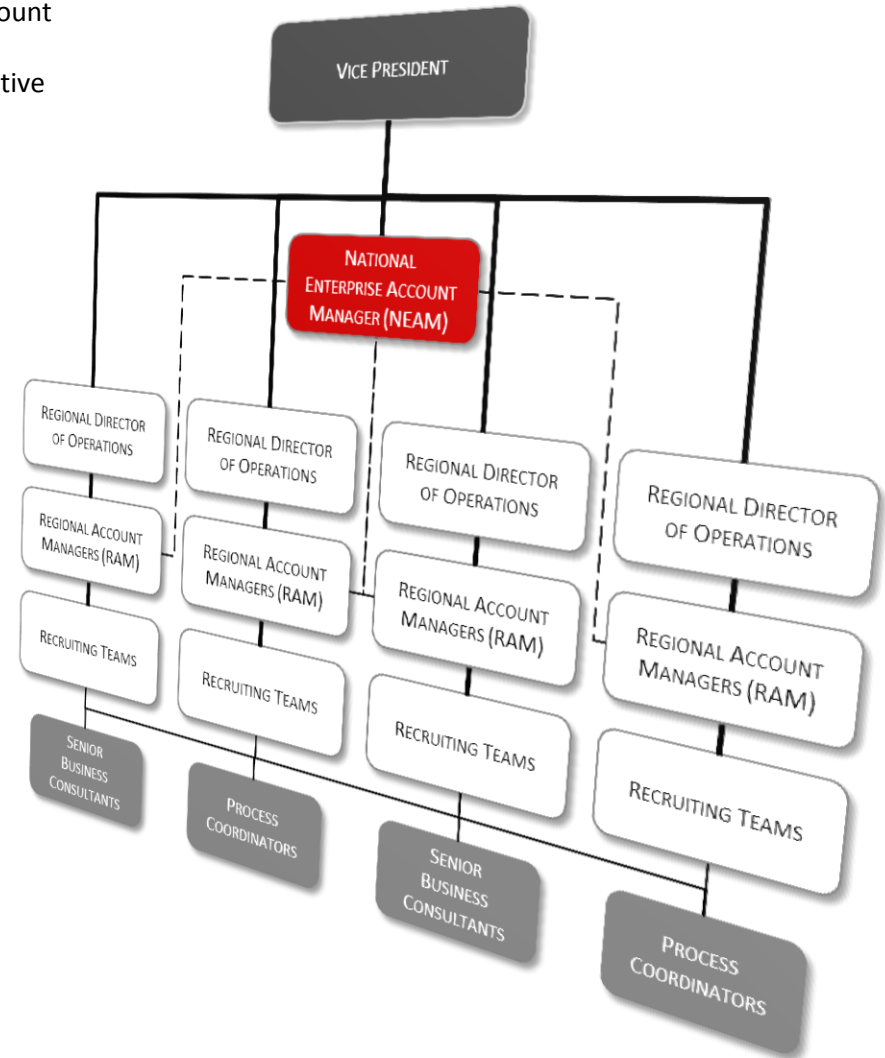 ount
tive
VICE PRESIDENT
NATIONAL
ENTERPRISE ACCOUNT
MANAGER (NEAM)
REGIONAL DIRECTOR
OF OPERATIONS
REGIONAL ACCOUNT
MANAGERS (RAM)
RECRUITING TEAMS
SENIOR
BUSINESS
CONSULTANTS
REGIONAL DIRECTOR
OF OPERATIONS
REGIONAL ACCOUNT
MANAGERS (RAM)
RECRUITING TEAMS
PROCESS
COORDINATORS
REGIONAL DIRECTOR
OF OPERATIONS
REGIONAL ACCOUNT
MANAGERS (RAM)
RECRUITING TEAMS
SENIOR
BUSINESS
CONSULTANTS
REGIONAL DIRECTOR
OF OPERATIONS
REGIONAL ACCOUNT
MANAGERS (RAM)
RECRUITING TEAMS
PROCESS
COORDINATORS